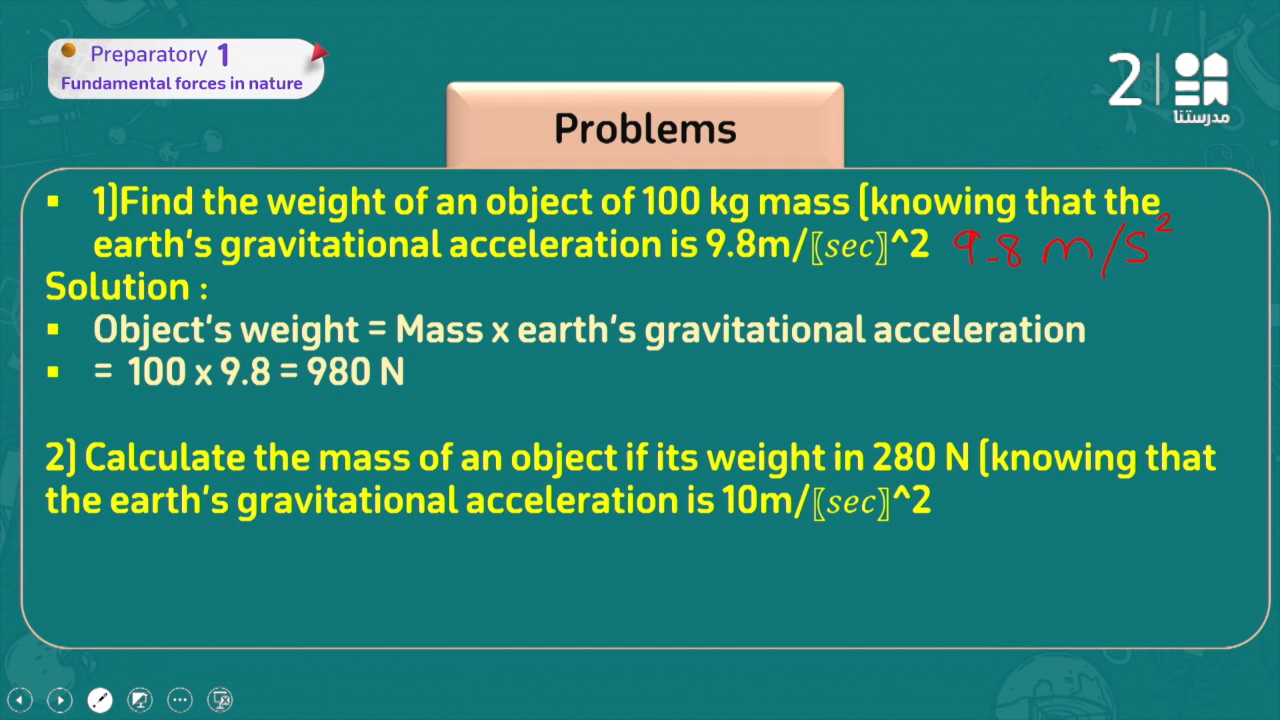 Preparatory 1
Fundamental forces in nature
2
مدرستنا
Problems
1)Find the weight of an object of 100 kg mass (knowing that the
earth's gravitational acceleration is 9.8m/〖sec〗^2 9.8 m/s²
Solution :
Object's weight = Mass x earth's gravitational acceleration
= 100 x 9.8 = 980 N
2) Calculate the mass of an object if its weight in 280 N (knowing that
the earth's gravitational acceleration is 10m/〖sec〗^2